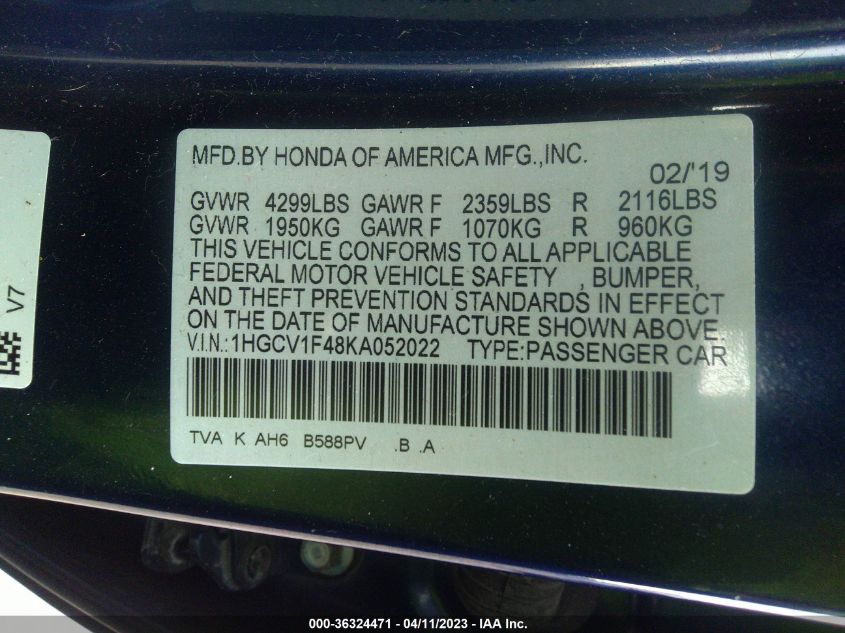 MFD.BY HONDA OF AMERICA MFG.,INC.
02/'19
GVWR 4299LBS GAWR F 2359LBS R 2116LBS
GVWR 1950KG GAWR F 1070KG R 960KG
THIS VEHICLE CONFORMS TO ALL APPLICABLE
FEDERAL MOTOR VEHICLE SAFETY , BUMPER,
AND THEFT PREVENTION STANDARDS IN EFFECT
ON THE DATE OF MANUFACTURE SHOWN ABOVE.
V.I.N.:1HGCV1F48KA052022 TYPE:PASSENGER CAR
TVA K AH6 B588PV .B .A
V7
000-36324471 - 04/11/2023 - IAA Inc.